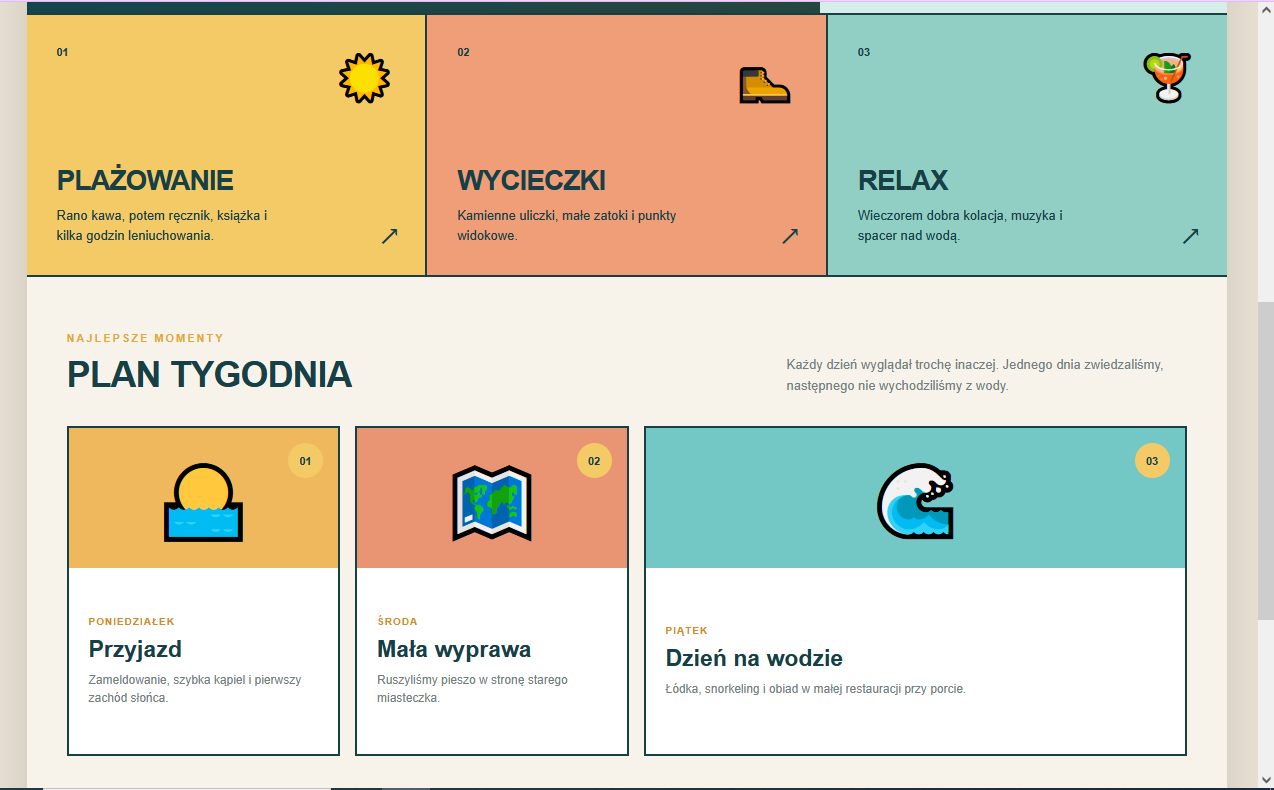 01
02
03
PLAŻOWANIE
WYCIECZKI
RELAX
Rano kawa, potem ręcznik, książka i
kilka godzin leniuchowania.
↗
Kamienne uliczki, małe zatoki i punkty
widokowe.
↗
Wieczorem dobra kolacja, muzyka i
spacer nad wodą.
↗
NAJLEPSZE MOMENTY
PLAN TYGODNIA
Każdy dzień wyglądał trochę inaczej. Jednego dnia zwiedzaliśmy,
następnego nie wychodziliśmy z wody.
01
02
03
PONIEDZIAŁEK
Przyjazd
Zameldowanie, szybka kąpiel i pierwszy
zachód słońca.
ŚRODA
Mała wyprawa
Ruszyliśmy pieszo w stronę starego
miasteczka.
PIĄTEK
Dzień na wodzie
Łódka, snorkeling i obiad w małej restauracji przy porcie.